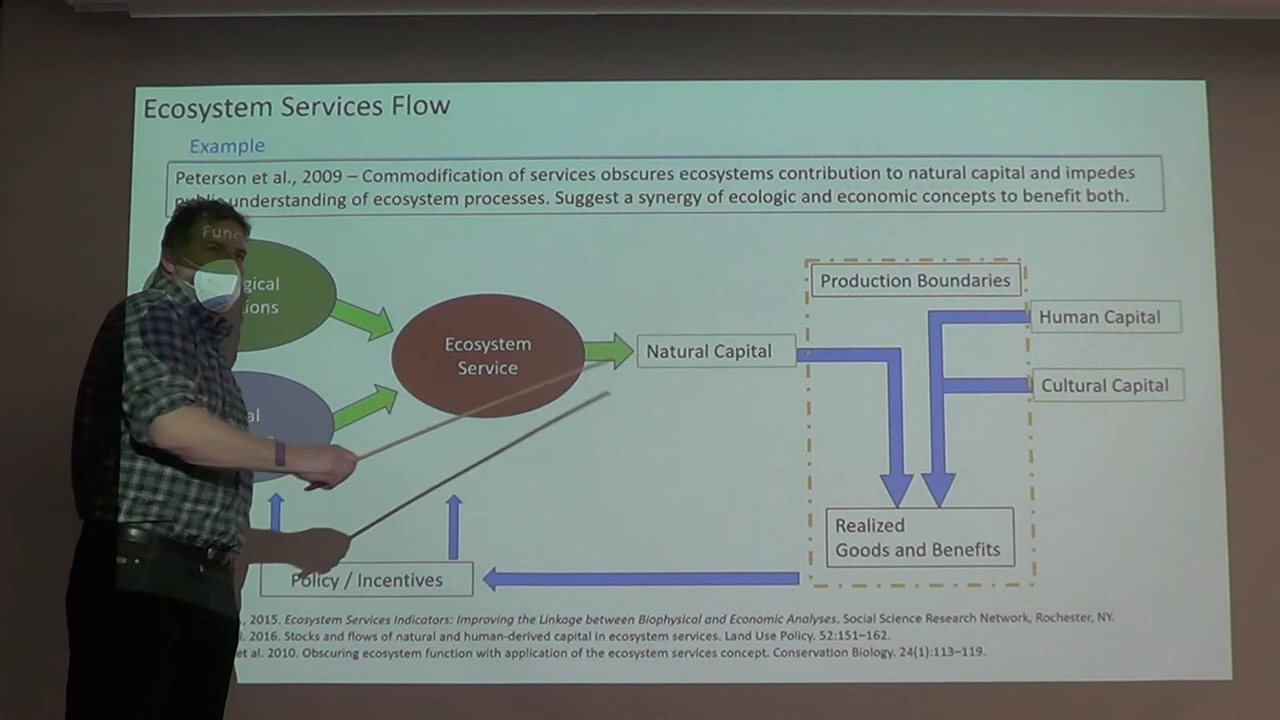 Ecosystem Services Flow
Example
Peterson et al., 2009 – Commodification of services obscures ecosystems contribution to natural capital and impedes
public understanding of ecosystem processes. Suggest a synergy of ecologic and economic concepts to benefit both.
Func
gical
ions
al
Ecosystem
Service
Natural Capital
Production Boundaries
Human Capital
Cultural Capital
Realized
Goods and Benefits
Policy / Incentives
, 2015. Ecosystem Services Indicators: Improving the Linkage between Biophysical and Economic Analyses. Social Science Research Network, Rochester, NY.
. 2016. Stocks and flows of natural and human-derived capital in ecosystem services. Land Use Policy. 52:151–162.
et al. 2010. Obscuring ecosystem function with application of the ecosystem services concept. Conservation Biology. 24(1):113–119.